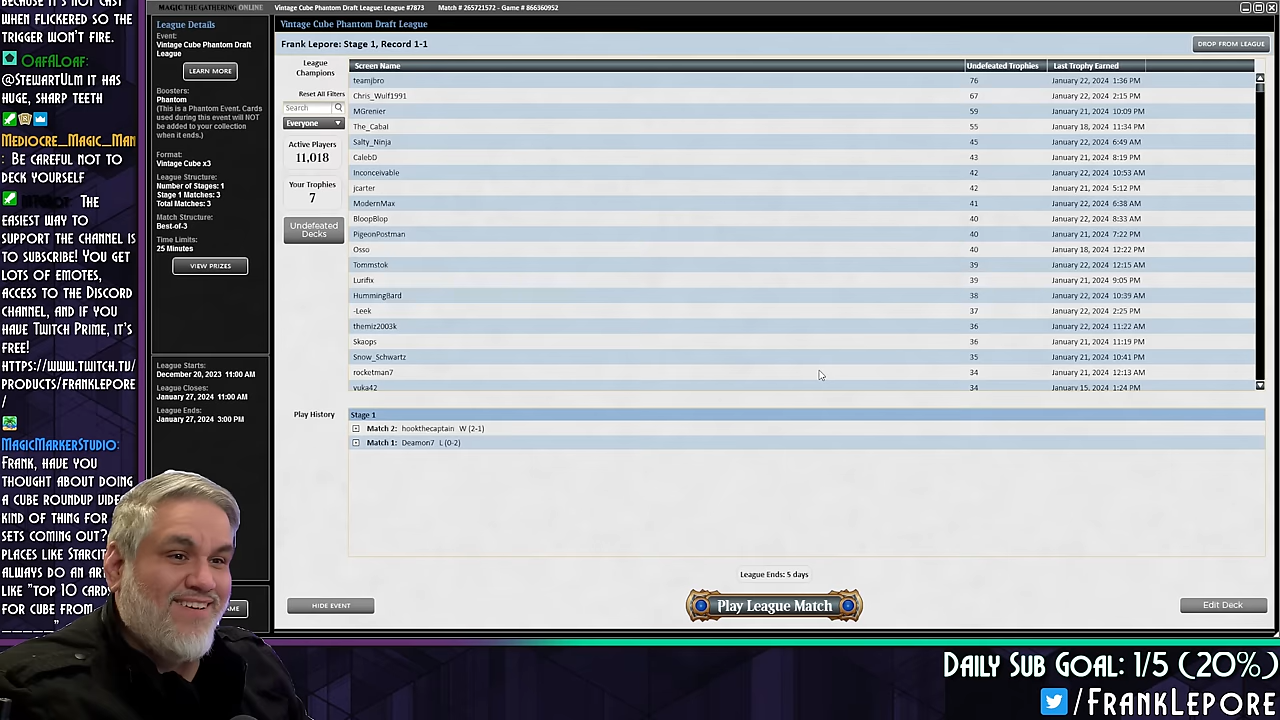 because it's not cast
when flickered so the
trigger won't fire.
OafALoaf:
@StewartUlm it has
huge, sharp teeth
Mediocre_Magic_Man
: Be careful not to
deck yourself
The
easiest way to
support the channel is
to subscribe! You get
lots of emotes,
access to the Discord
channel, and if you
have Twitch Prime, it's
FREE!
https://www.twitch.tv/
products/franklepore
/
MagicMarkerStudio:
Frank, have you
thought about doing
a cube roundup video
kind of thing for
sets coming out?
Places like Starcit
always do an art
like "top 10 cards
for cube from
MAGIC THE GATHERING ONLINE
Vintage Cube Phantom Draft League: League #7873
Match # 265721572 - Game # 866360952
League Details
Event:
Vintage Cube Phantom Draft
League
LEARN MORE
Boosters:
Phantom
(This is a Phantom Event. Cards
used during this event will NOT
be added to your collection
when it ends.)
Format:
Vintage Cube x3
League Structure:
Number of Stages: 1
Stage 1 Matches: 3
Total Matches: 3
Match Structure:
Best-of-3
Time Limits:
25 Minutes
VIEW PRIZES
League Starts:
December 20, 2023 11:00 AM
League Closes:
January 27, 2024 11:00 AM
League Ends:
January 27, 2024 3:00 PM
Vintage Cube Phantom Draft League
Frank Lepore: Stage 1, Record 1-1
DROP FROM LEAGUE
League
Champions
Reset All Filters
Search
Everyone
Active Players
11,018
Your Trophies
7
Undefeated
Decks
Screen Name Undefeated Trophies Last Trophy Earned
teamjbro 76 January 22, 2024 1:36 PM
Chris_Wulf1991 67 January 22, 2024 2:15 PM
MGrenier 59 January 21, 2024 10:09 PM
The_Cabal 55 January 18, 2024 11:34 PM
Salty_Ninja 45 January 22, 2024 6:49 AM
CalebD 43 January 21, 2024 8:19 PM
Inconceivable 42 January 22, 2024 10:53 AM
jcarter 42 January 21, 2024 5:12 PM
ModernMax 41 January 22, 2024 6:38 AM
BloopBlop 40 January 22, 2024 8:33 AM
PigeonPostman 40 January 21, 2024 7:22 PM
Osso 40 January 18, 2024 12:22 PM
Tommstok 39 January 22, 2024 12:15 AM
Lurifix 39 January 21, 2024 9:05 PM
HummingBard 38 January 22, 2024 10:39 AM
-Leek 37 January 22, 2024 2:25 PM
themiz2003k 36 January 22, 2024 11:22 AM
Skaops 36 January 21, 2024 11:19 PM
Snow_Schwartz 35 January 21, 2024 10:41 PM
rocketman7 34 January 21, 2024 12:13 AM
vuka42 34 January 15, 2024 1:24 PM
Play History
Stage 1
Match 2: hookthecaptain W (2-1)
Match 1: Deamon7 L (0-2)
League Ends: 5 days
HIDE EVENT
Play League Match
Edit Deck
Daily Sub Goal: 1/5 (20%)
/FrankLepore